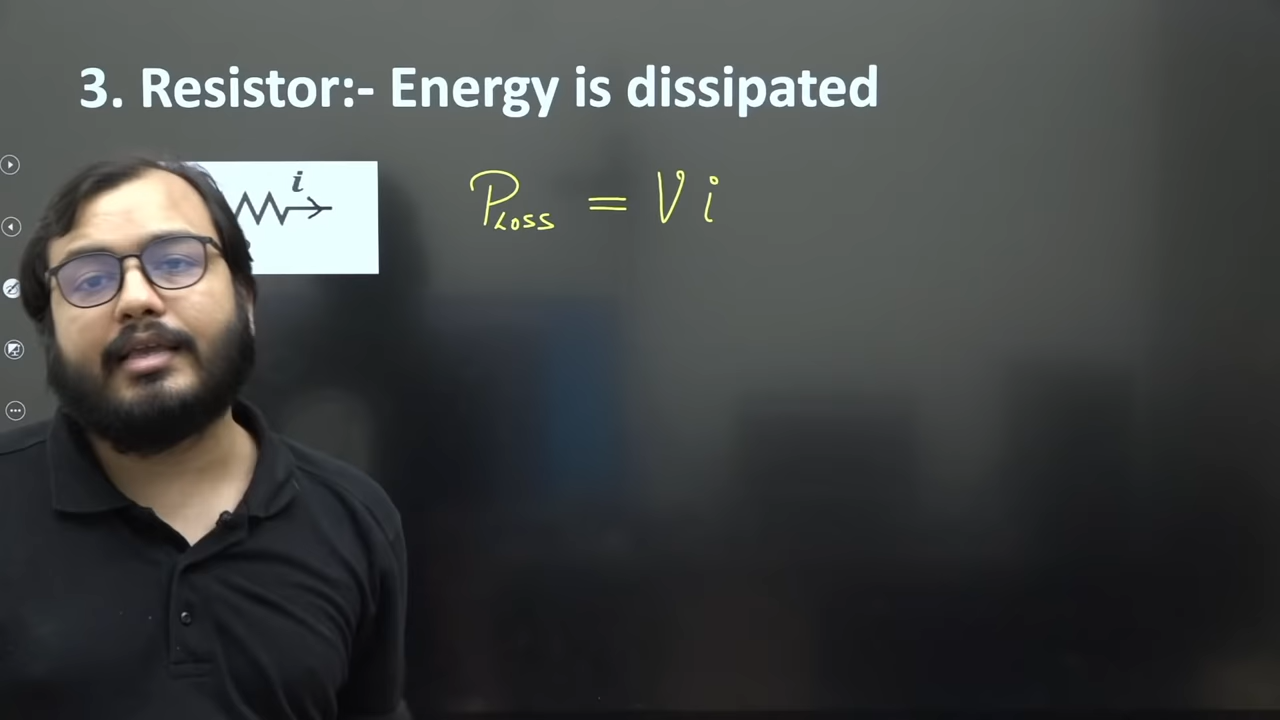 3. Resistor:- Energy is dissipated
i
P_Loss = V i